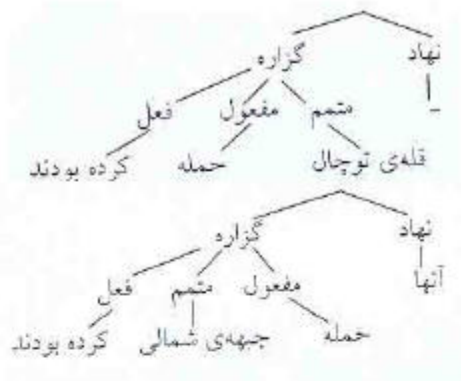 نهاد گزاره
–
متمم مفعول فعل
قله‌ی توچال حمله کرده بودند
نهاد گزاره
آنها
مفعول متمم فعل
حمله جبهه‌ی شمالی کرده بودند